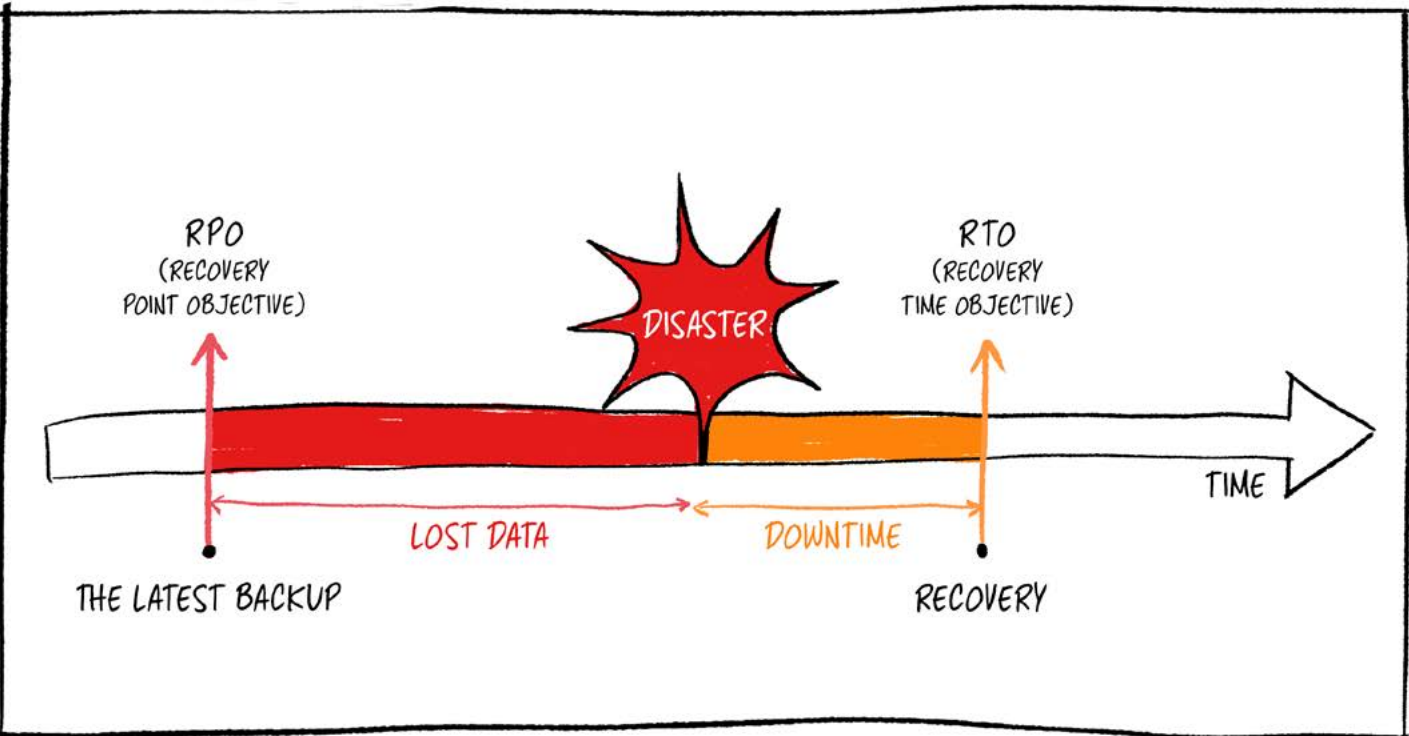 RPO
(RECOVERY
POINT OBJECTIVE)
DISASTER
RTO
(RECOVERY
TIME OBJECTIVE)
TIME
LOST DATA
DOWNTIME
THE LATEST BACKUP
RECOVERY